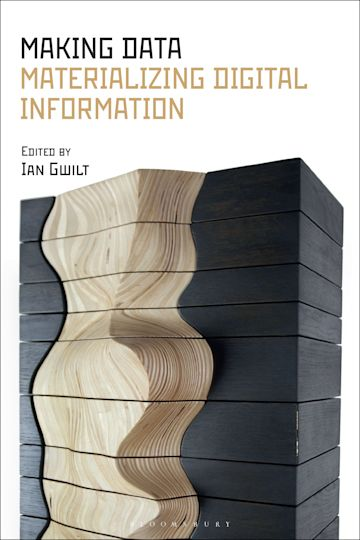 MAKING DATA
MATERIALIZING DIGITAL
INFORMATION
EDITED BY
IAN GWILT
BLOOMSBURY